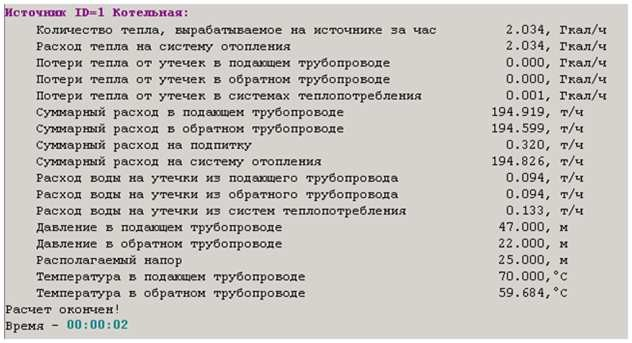 Источник ID=1 Котельная:
Количество тепла, вырабатываемое на источнике за час 2.034, Гкал/ч
Расход тепла на систему отопления 2.034, Гкал/ч
Потери тепла от утечек в подающем трубопроводе 0.000, Гкал/ч
Потери тепла от утечек в обратном трубопроводе 0.000, Гкал/ч
Потери тепла от утечек в системах теплопотребления 0.001, Гкал/ч
Суммарный расход в подающем трубопроводе 194.919, т/ч
Суммарный расход в обратном трубопроводе 194.599, т/ч
Суммарный расход на подпитку 0.320, т/ч
Суммарный расход на систему отопления 194.826, т/ч
Расход воды на утечки из подающего трубопровода 0.094, т/ч
Расход воды на утечки из обратного трубопровода 0.094, т/ч
Расход воды на утечки из систем теплопотребления 0.133, т/ч
Давление в подающем трубопроводе 47.000, м
Давление в обратном трубопроводе 22.000, м
Располагаемый напор 25.000, м
Температура в подающем трубопроводе 70.000,°C
Температура в обратном трубопроводе 59.684,°C
Расчет окончен!
Время - 00:00:02